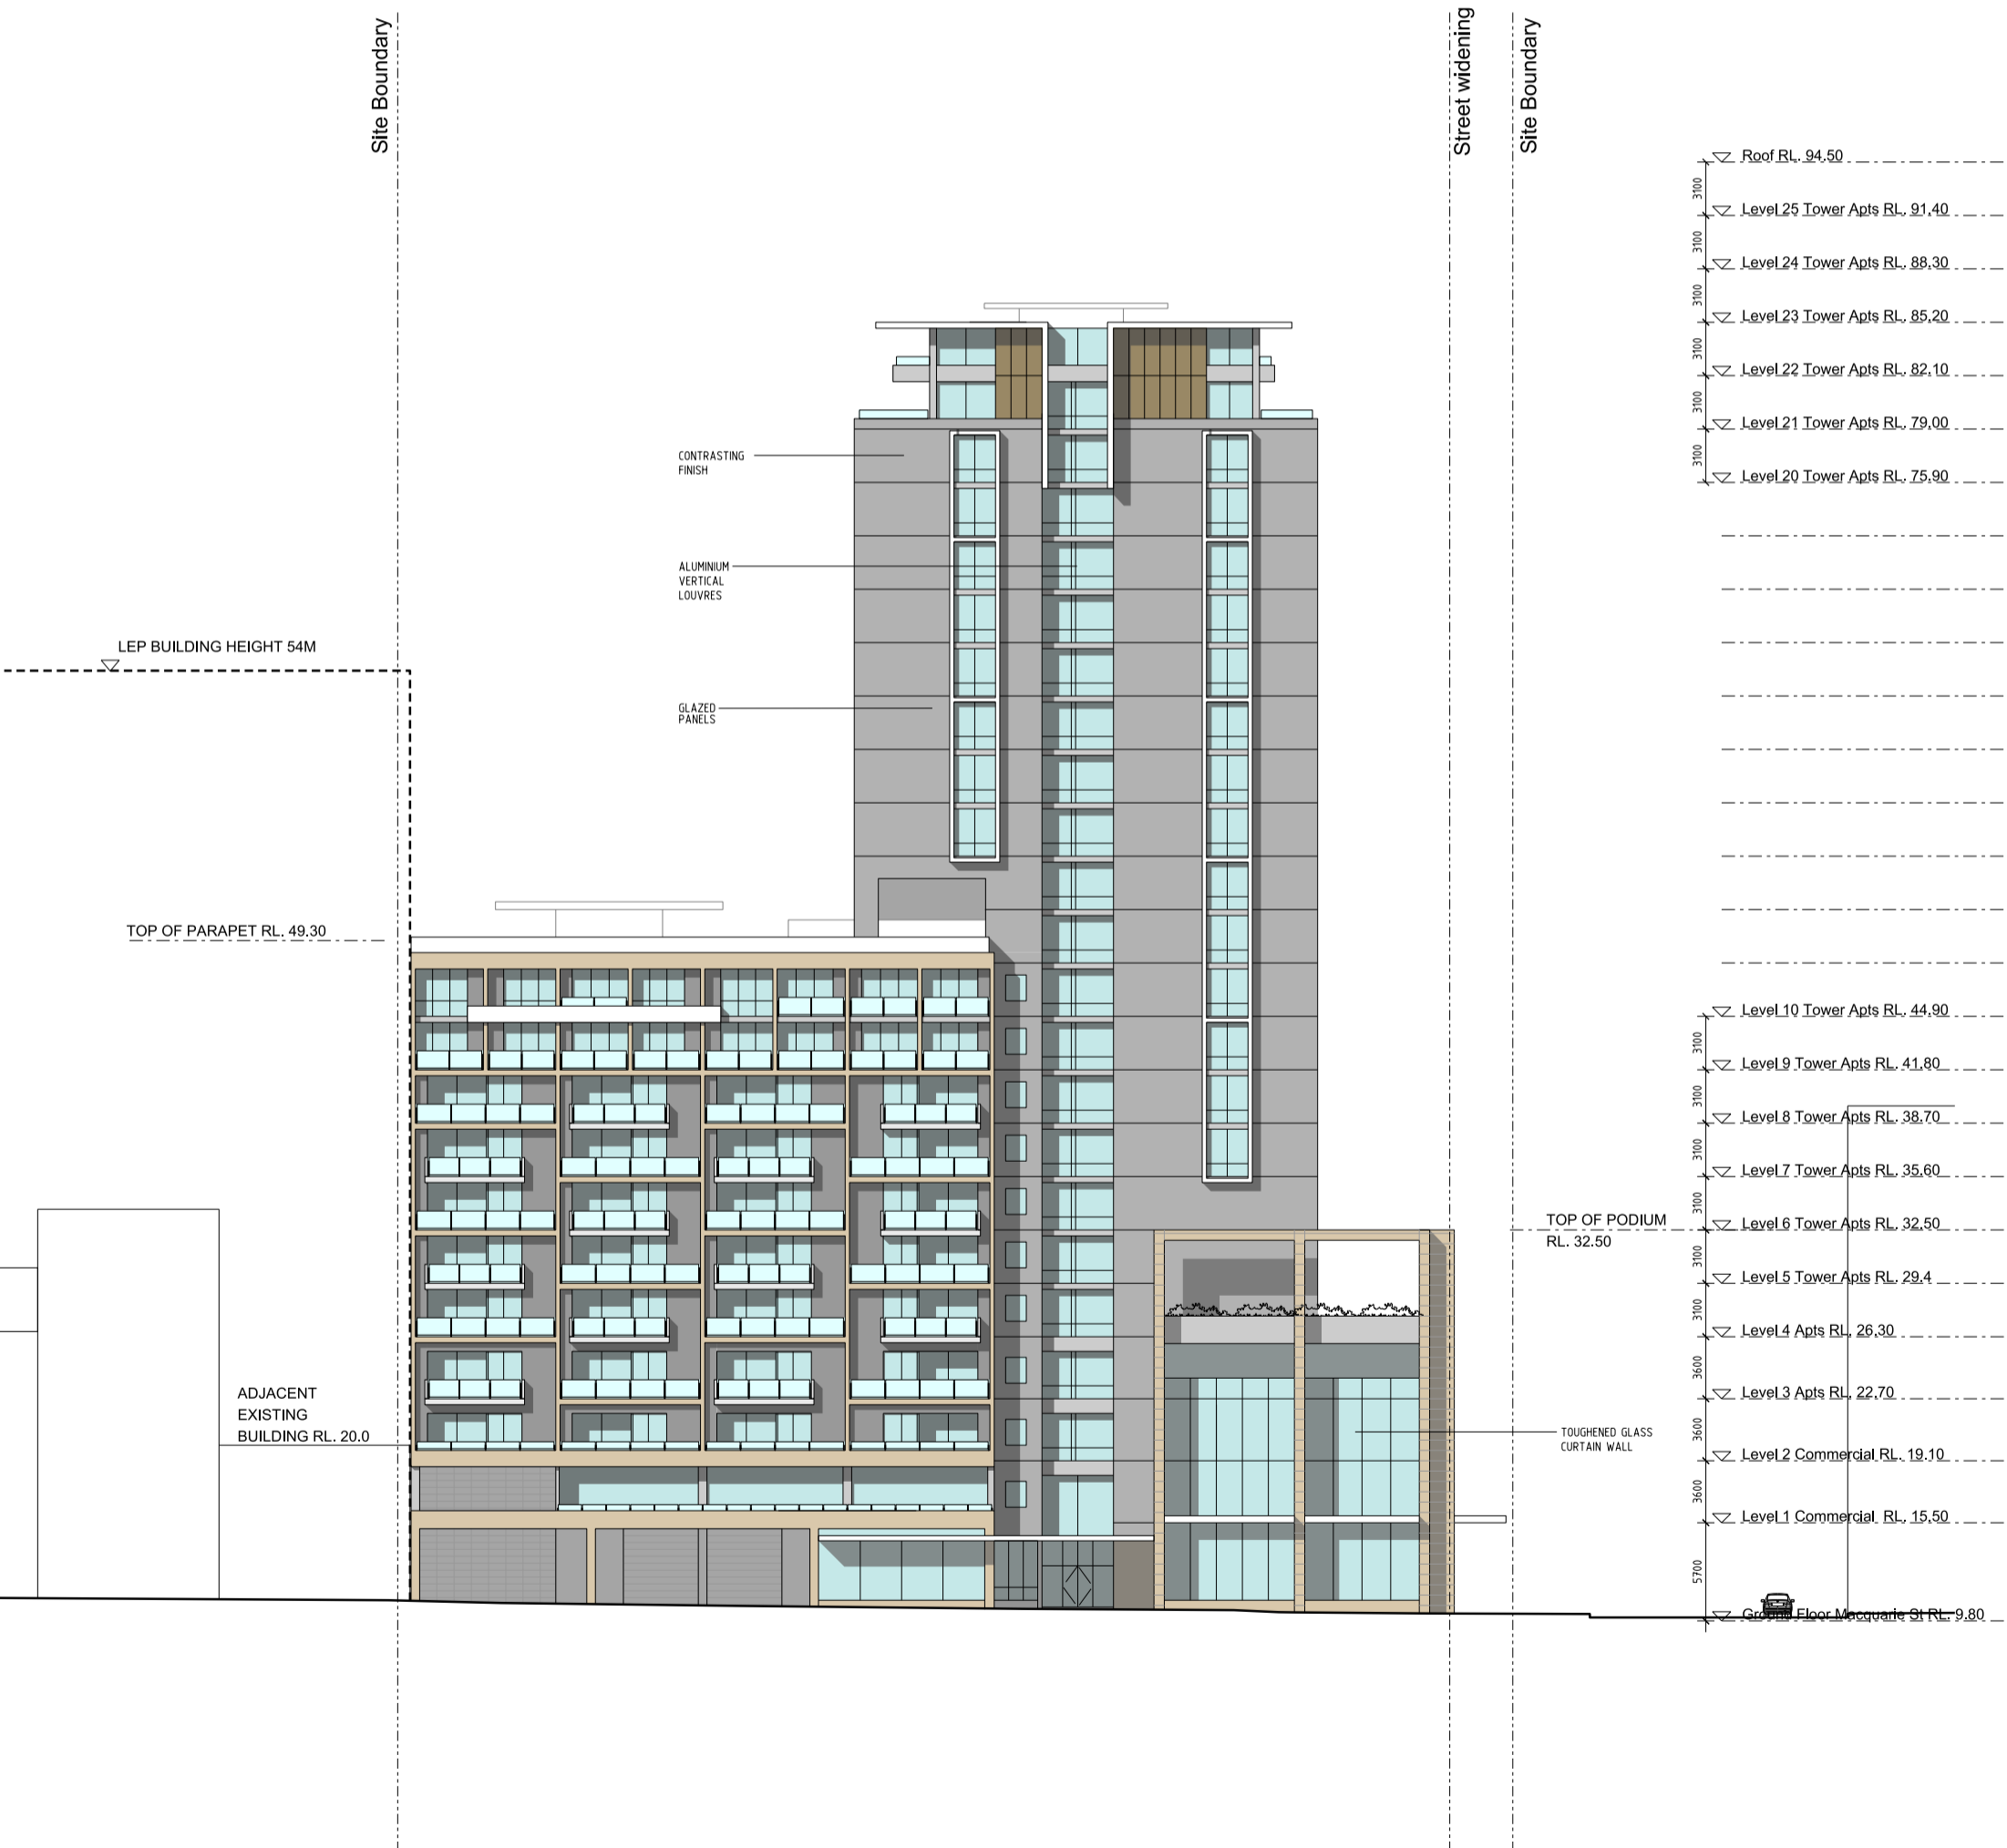 Site Boundary
Street widening
Site Boundary
Roof RL. 94.50
3100
Level 25 Tower Apts RL. 91.40
3100
Level 24 Tower Apts RL. 88.30
3100
Level 23 Tower Apts RL. 85.20
3100
Level 22 Tower Apts RL. 82.10
3100
Level 21 Tower Apts RL. 79.00
3100
Level 20 Tower Apts RL. 75.90
CONTRASTING
FINISH
ALUMINIUM
VERTICAL
LOUVRES
LEP BUILDING HEIGHT 54M
GLAZED
PANELS
TOP OF PARAPET RL. 49.30
Level 10 Tower Apts RL. 44.90
3100
Level 9 Tower Apts RL. 41.80
3100
Level 8 Tower Apts RL. 38.70
3100
Level 7 Tower Apts RL. 35.60
3100
Level 6 Tower Apts RL. 32.50
TOP OF PODIUM
RL. 32.50
3100
Level 5 Tower Apts RL. 29.4
3100
Level 4 Apts RL. 26.30
3600
Level 3 Apts RL. 22.70
3600
Level 2 Commercial RL. 19.10
3600
Level 1 Commercial RL. 15.50
5700
Ground Floor Macquarie St RL. 9.80
ADJACENT
EXISTING
BUILDING RL. 20.0
TOUGHENED GLASS
CURTAIN WALL